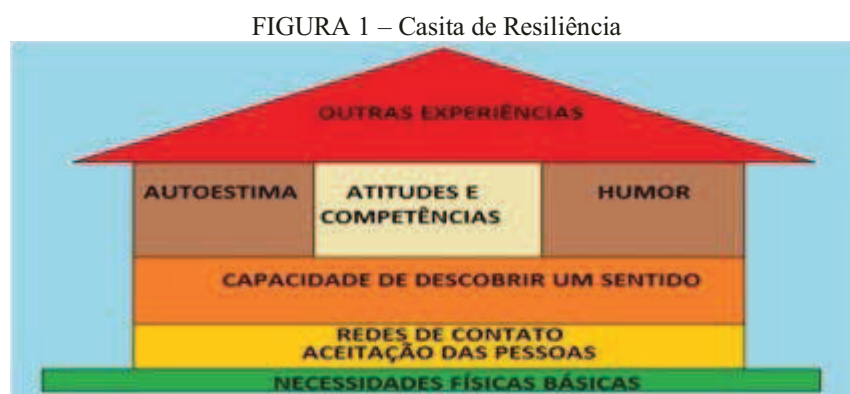 FIGURA 1 – Casita de Resiliência
OUTRAS EXPERIÊNCIAS
AUTOESTIMA
ATITUDES E
COMPETÊNCIAS
HUMOR
CAPACIDADE DE DESCOBRIR UM SENTIDO
REDES DE CONTATO
ACEITAÇÃO DAS PESSOAS
NECESSIDADES FÍSICAS BÁSICAS